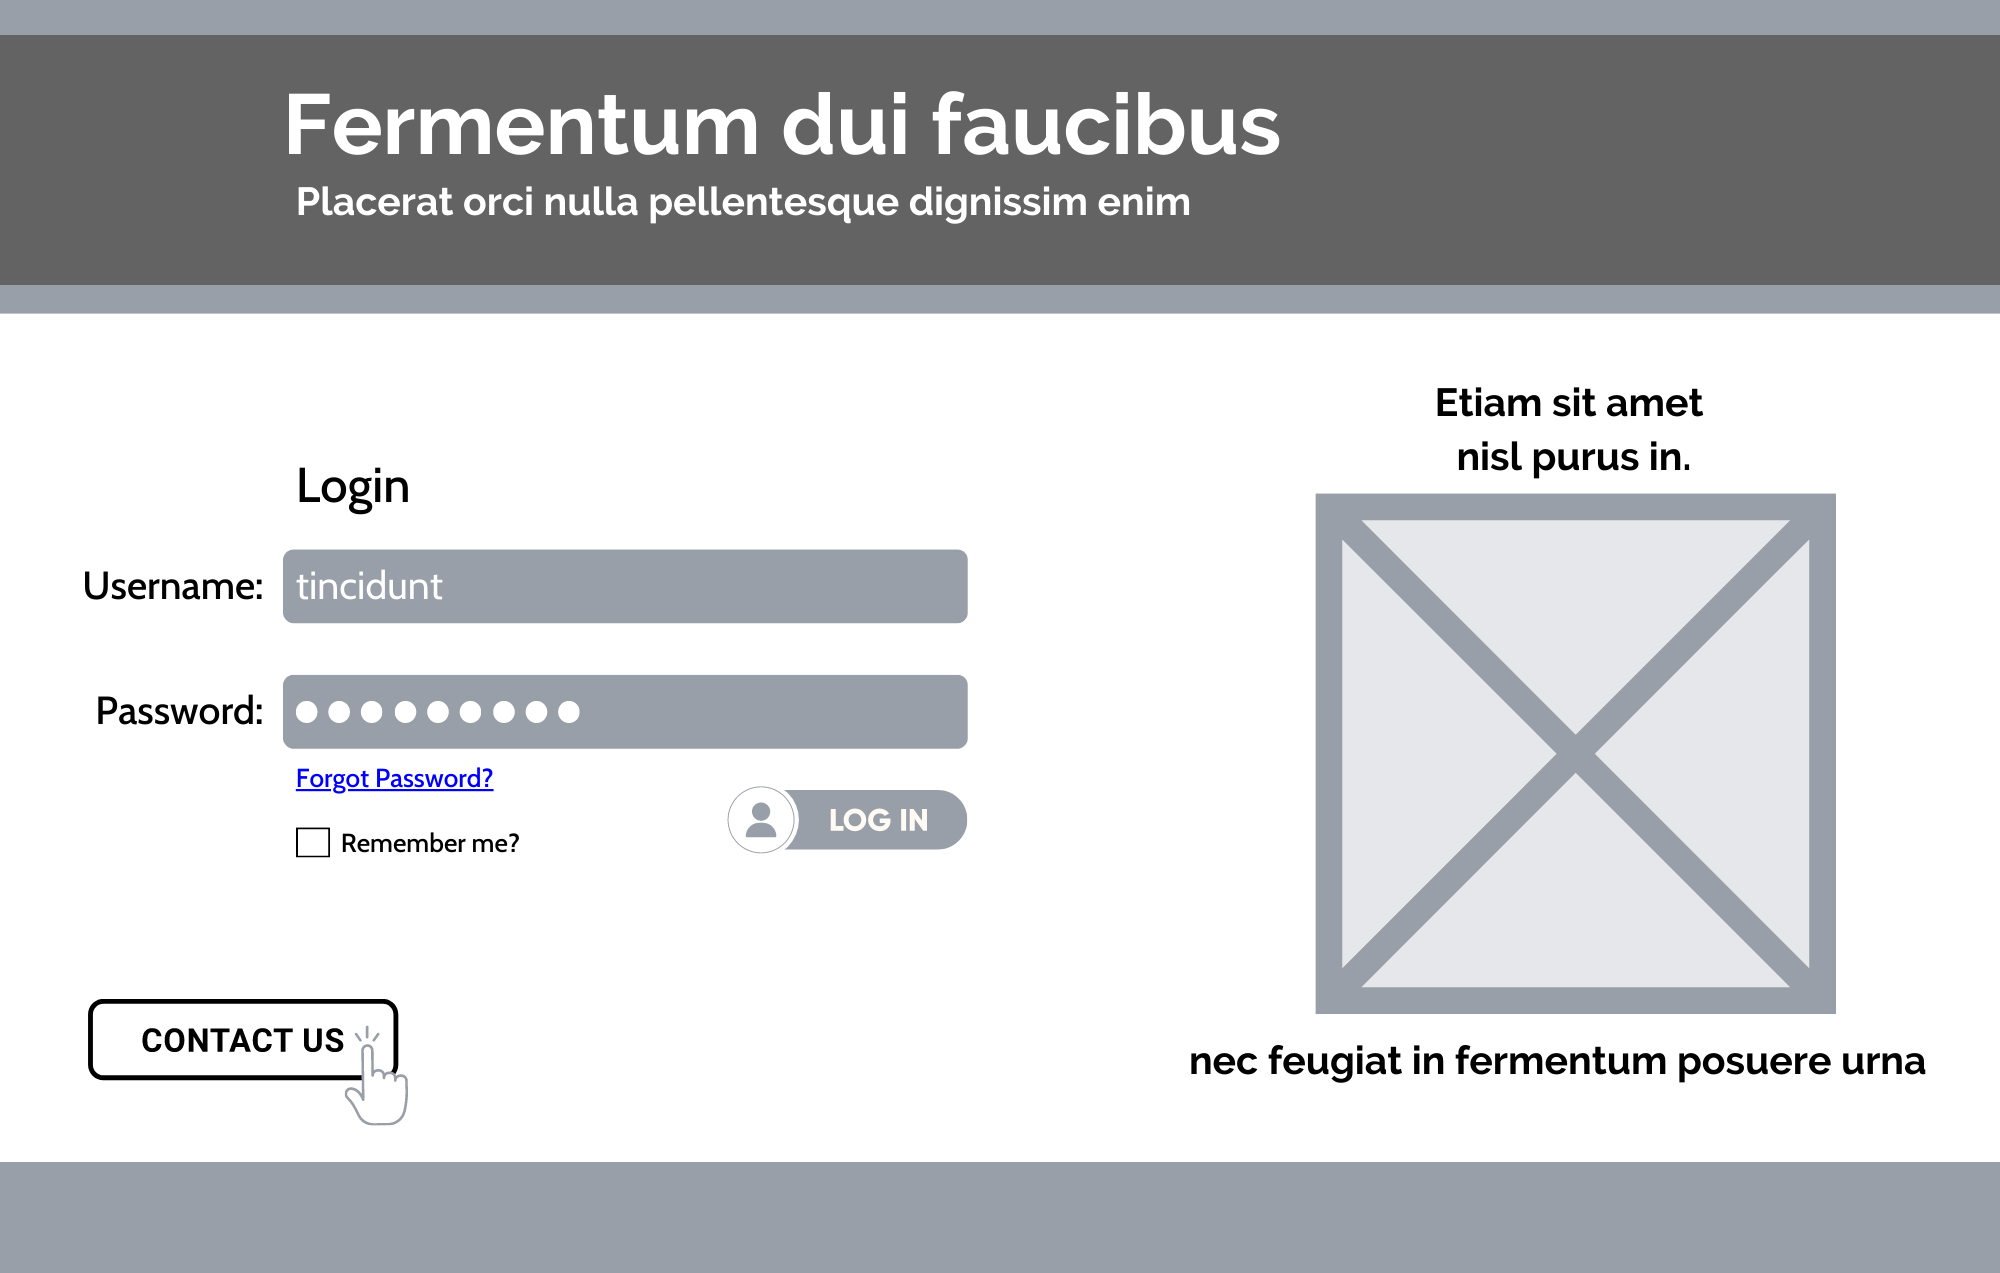 Fermentum dui faucibus
Placerat orci nulla pellentesque dignissim enim
Login
Username: tincidunt
Password:
Forgot Password?
Remember me?
LOG IN
CONTACT US
Etiam sit amet
nisl purus in.
nec feugiat in fermentum posuere urna